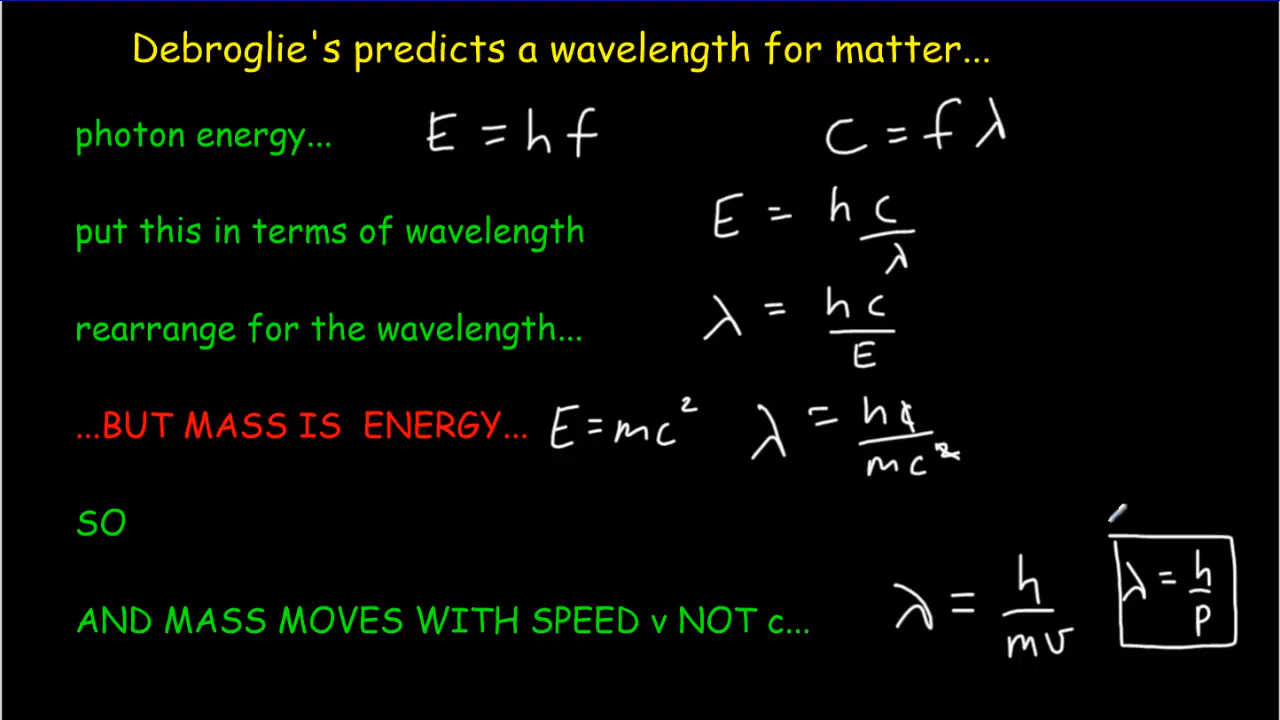 Debroglie's predicts a wavelength for matter...
photon energy... E = hf c = fλ
put this in terms of wavelength E = hc/λ
rearrange for the wavelength... λ = hc/E
...BUT MASS IS ENERGY... E = mc² λ = hc/mc²
SO
AND MASS MOVES WITH SPEED v NOT c... λ = h/mv λ = h/p